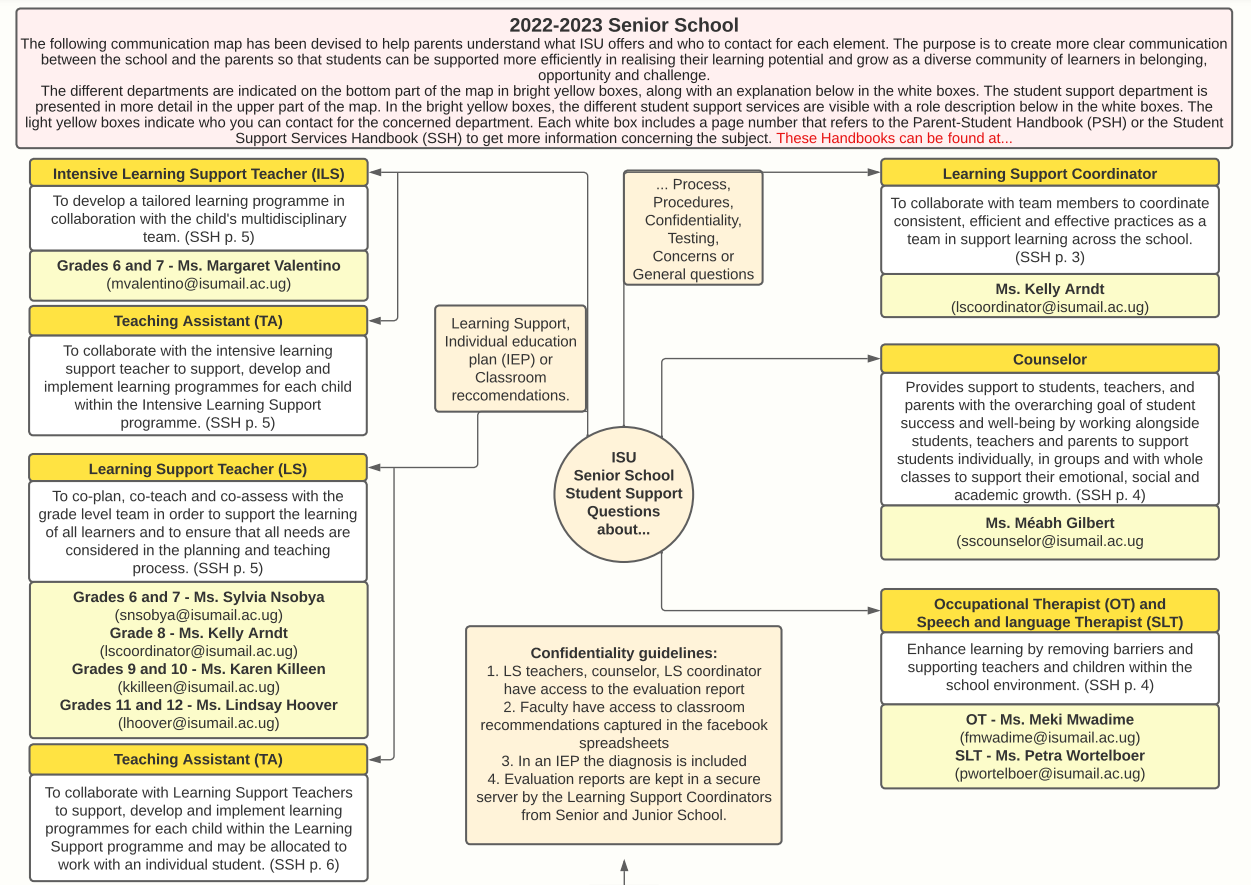 2022-2023 Senior School
The following communication map has been devised to help parents understand what ISU offers and who to contact for each element. The purpose is to create more clear communication
between the school and the parents so that students can be supported more efficiently in realising their learning potential and grow as a diverse community of learners in belonging,
opportunity and challenge.
The different departments are indicated on the bottom part of the map in bright yellow boxes, along with an explanation below in the white boxes. The student support department is
presented in more detail in the upper part of the map. In the bright yellow boxes, the different student support services are visible with a role description below in the white boxes. The
light yellow boxes indicate who you can contact for the concerned department. Each white box includes a page number that refers to the Parent-Student Handbook (PSH) or the Student
Support Services Handbook (SSH) to get more information concerning the subject. These Handbooks can be found at...
Intensive Learning Support Teacher (ILS)
To develop a tailored learning programme in
collaboration with the child's multidisciplinary
team. (SSH p. 5)
Grades 6 and 7 - Ms. Margaret Valentino
(mvalentino@isumail.ac.ug)
Teaching Assistant (TA)
To collaborate with the intensive learning
support teacher to support, develop and
implement learning programmes for each child
within the Intensive Learning Support
programme. (SSH p. 5)
Learning Support Teacher (LS)
To co-plan, co-teach and co-assess with the
grade level team in order to support the learning
of all learners and to ensure that all needs are
considered in the planning and teaching
process. (SSH p. 5)
Grades 6 and 7 - Ms. Sylvia Nsobya
(snsobya@isumail.ac.ug)
Grade 8 - Ms. Kelly Arndt
(lscoordinator@isumail.ac.ug)
Grades 9 and 10 - Ms. Karen Killeen
(kkilleen@isumail.ac.ug)
Grades 11 and 12 - Ms. Lindsay Hoover
(lhoover@isumail.ac.ug)
Teaching Assistant (TA)
To collaborate with Learning Support Teachers
to support, develop and implement learning
programmes for each child within the Learning
Support programme and may be allocated to
work with an individual student. (SSH p. 6)
Learning Support,
Individual education
plan (IEP) or
Classroom
reccomendations.
... Process,
Procedures,
Confidentiality,
Testing,
Concerns or
General questions
ISU
Senior School
Student Support
Questions
about...
Confidentiality guidelines:
1. LS teachers, counselor, LS coordinator
have access to the evaluation report
2. Faculty have access to classroom
recommendations captured in the facebook
spreadsheets
3. In an IEP the diagnosis is included
4. Evaluation reports are kept in a secure
server by the Learning Support Coordinators
from Senior and Junior School.
Learning Support Coordinator
To collaborate with team members to coordinate
consistent, efficient and effective practices as a
team in support learning across the school.
(SSH p. 3)
Ms. Kelly Arndt
(lscoordinator@isumail.ac.ug)
Counselor
Provides support to students, teachers, and
parents with the overarching goal of student
success and well-being by working alongside
students, teachers and parents to support
students individually, in groups and with whole
classes to support their emotional, social and
academic growth. (SSH p. 4)
Ms. Méabh Gilbert
(sscounselor@isumail.ac.ug
Occupational Therapist (OT) and
Speech and language Therapist (SLT)
Enhance learning by removing barriers and
supporting teachers and children within the
school environment. (SSH p. 4)
OT - Ms. Meki Mwadime
(fmwadime@isumail.ac.ug)
SLT - Ms. Petra Wortelboer
(pwortelboer@isumail.ac.ug)